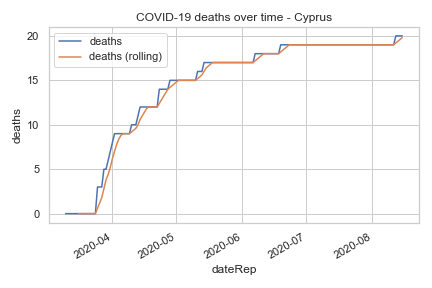 COVID-19 deaths over time - Cyprus
deaths
deaths (rolling)
20
15
10
5
0
deaths
2020-04
2020-05
2020-06
2020-07
2020-08
dateRep